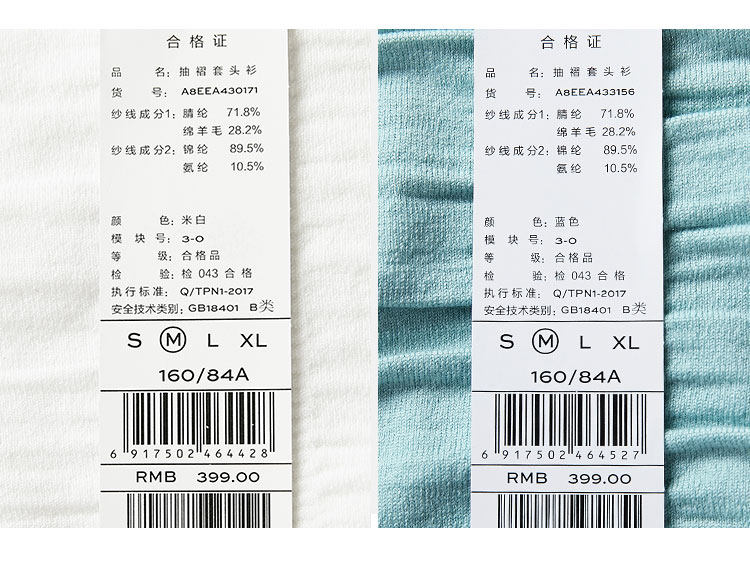 合格证
品 名：抽褶套头衫
货 号：A8EEA430171
纱线成分1：腈纶 71.8%
绵羊毛 28.2%
纱线成分2：锦纶 89.5%
氨纶 10.5%
颜 色：米白
模 块 号：3-0
等 级：合格品
检 验：检 043 合格
执行标准：Q/TPN1-2017
安全技术类别：GB18401 B类
S M L XL
160/84A
6 917502 464428
RMB 399.00
合格证
品 名：抽褶套头衫
货 号：A8EEA433156
纱线成分1：腈纶 71.8%
绵羊毛 28.2%
纱线成分2：锦纶 89.5%
氨纶 10.5%
颜 色：蓝色
模 块 号：3-0
等 级：合格品
检 验：检 043 合格
执行标准：Q/TPN1-2017
安全技术类别：GB18401 B类
S M L XL
160/84A
6 917502 463527
RMB 399.00